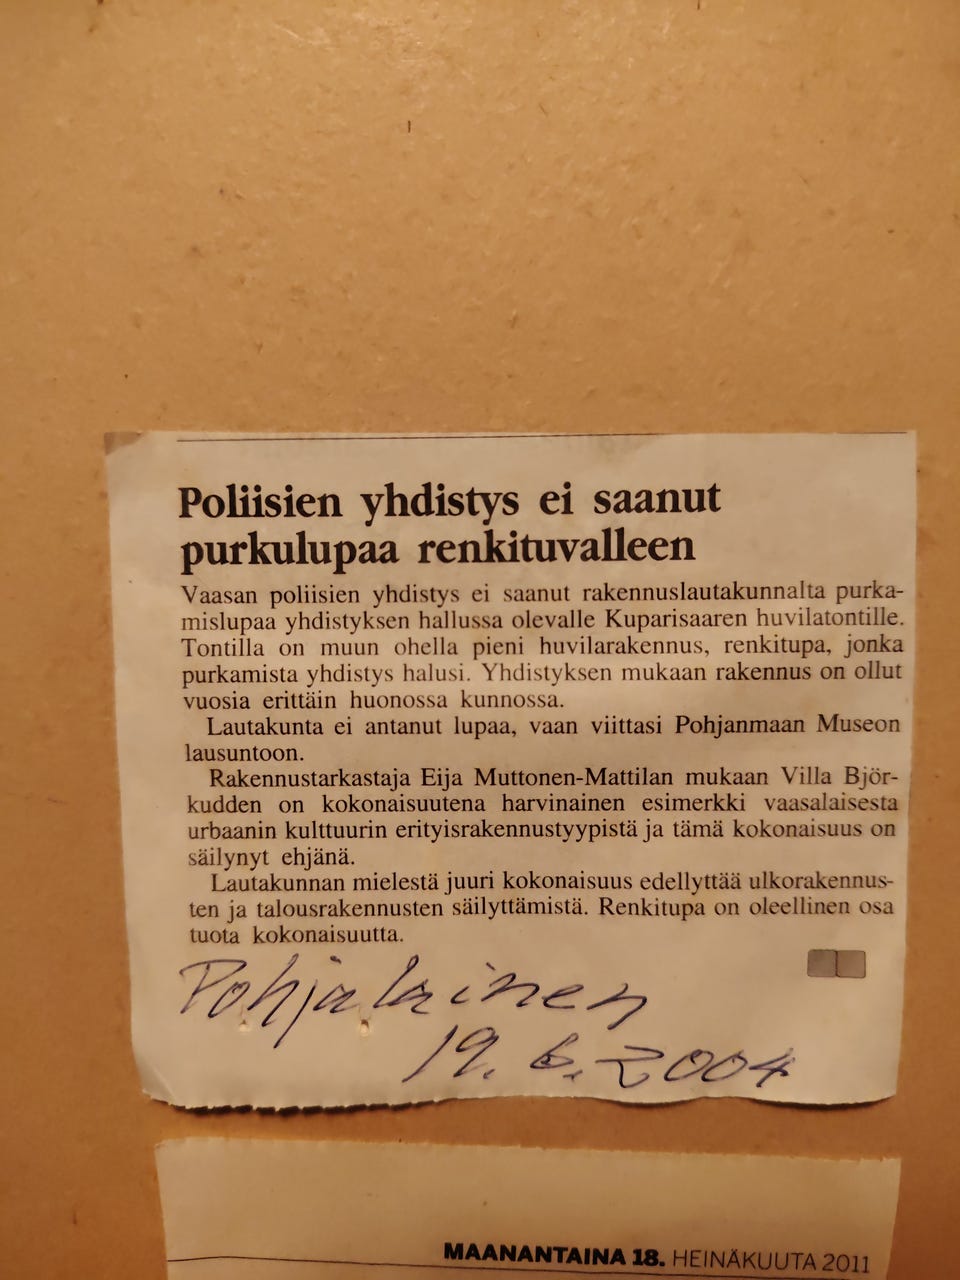 Poliisien yhdistys ei saanut
purkulupaa renkituvalleen
Vaasan poliisien yhdistys ei saanut rakennuslautakunnalta purka-
mislupaa yhdistyksen hallussa olevalle Kuparisaaren huvilatontille.
Tontilla on muun ohella pieni huvilarakennus, renkitupa, jonka
purkamista yhdistys halusi. Yhdistyksen mukaan rakennus on ollut
vuosia erittäin huonossa kunnossa.
Lautakunta ei antanut lupaa, vaan viittasi Pohjanmaan Museon
lausuntoon.
Rakennustarkastaja Eija Muttonen-Mattilan mukaan Villa Björ-
kudden on kokonaisuutena harvinainen esimerkki vaasalaisesta
urbaanin kulttuurin erityisrakennustyypistä ja tämä kokonaisuus on
säilynyt ehjänä.
Lautakunnan mielestä juuri kokonaisuus edellyttää ulkorakennus-
ten ja talousrakennusten säilyttämistä. Renkitupa on oleellinen osa
tuota kokonaisuutta.
Pohjalainen
19.6.2004
MAANANTAINA 18. HEINÄKUUTA 2011